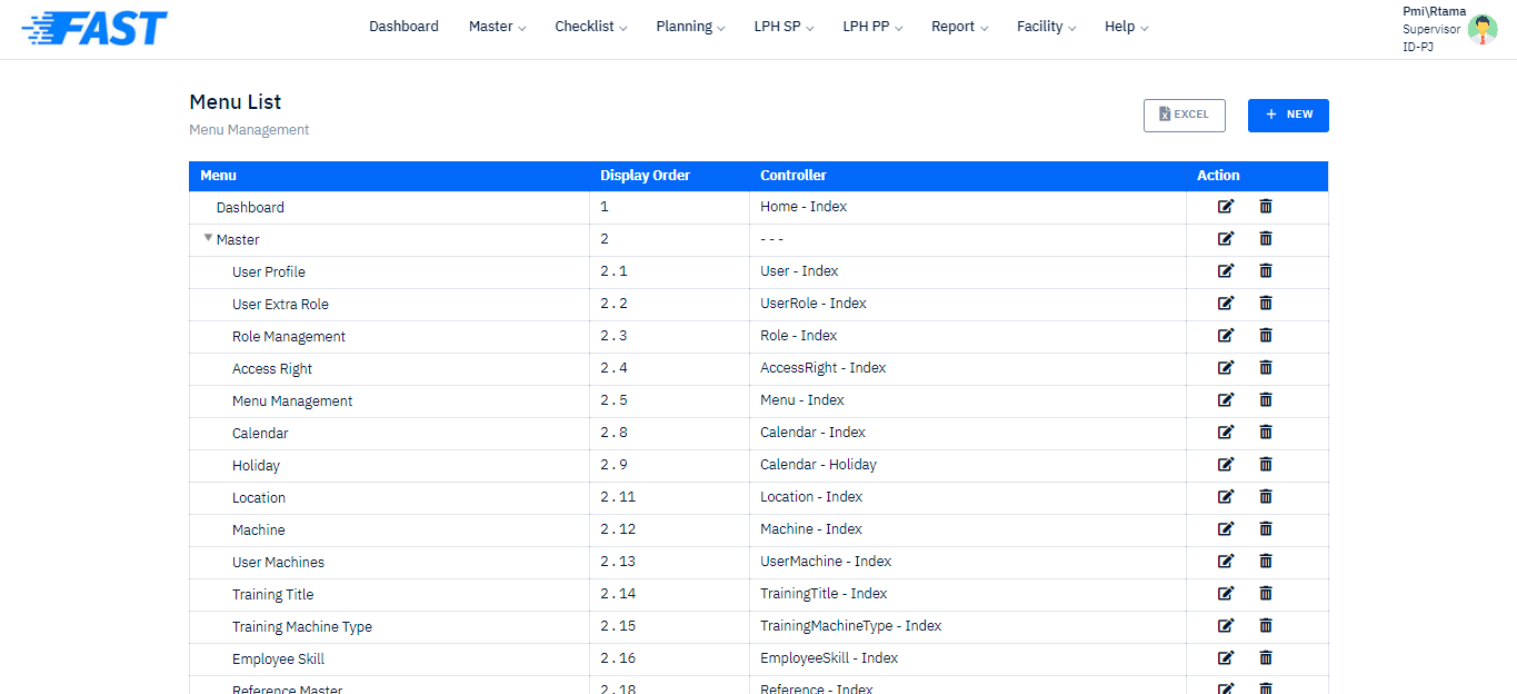 FAST
Dashboard Master Checklist Planning LPH SP LPH PP Report Facility Help
Pmi\Rtama
Supervisor
ID-PJ
Menu List
Menu Management
EXCEL
+ NEW
Menu Display Order Controller Action
Dashboard 1 Home - Index
Master 2 - - -
User Profile 2.1 User - Index
User Extra Role 2.2 UserRole - Index
Role Management 2.3 Role - Index
Access Right 2.4 AccessRight - Index
Menu Management 2.5 Menu - Index
Calendar 2.8 Calendar - Index
Holiday 2.9 Calendar - Holiday
Location 2.11 Location - Index
Machine 2.12 Machine - Index
User Machines 2.13 UserMachine - Index
Training Title 2.14 TrainingTitle - Index
Training Machine Type 2.15 TrainingMachineType - Index
Employee Skill 2.16 EmployeeSkill - Index
Reference Master 2.18 Reference - Index